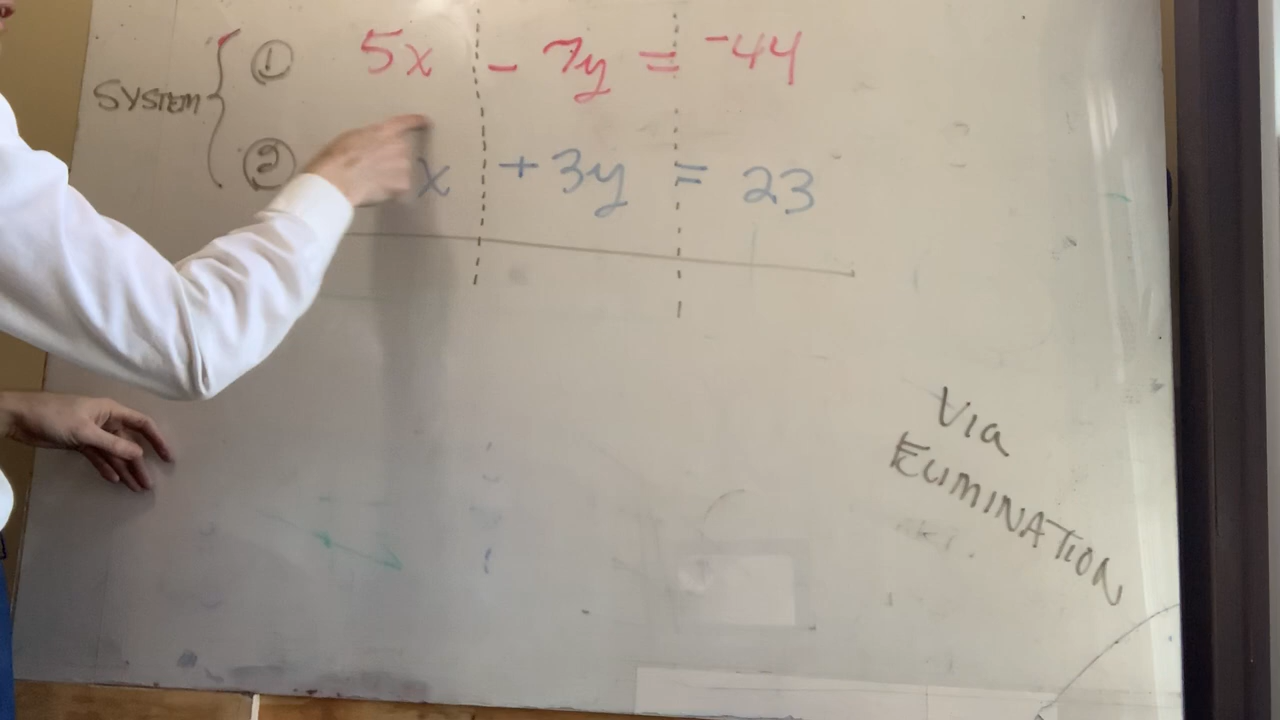 SYSTEM
① 5x - 7y = -44
② x + 3y = 23
Via
ELIMINATION